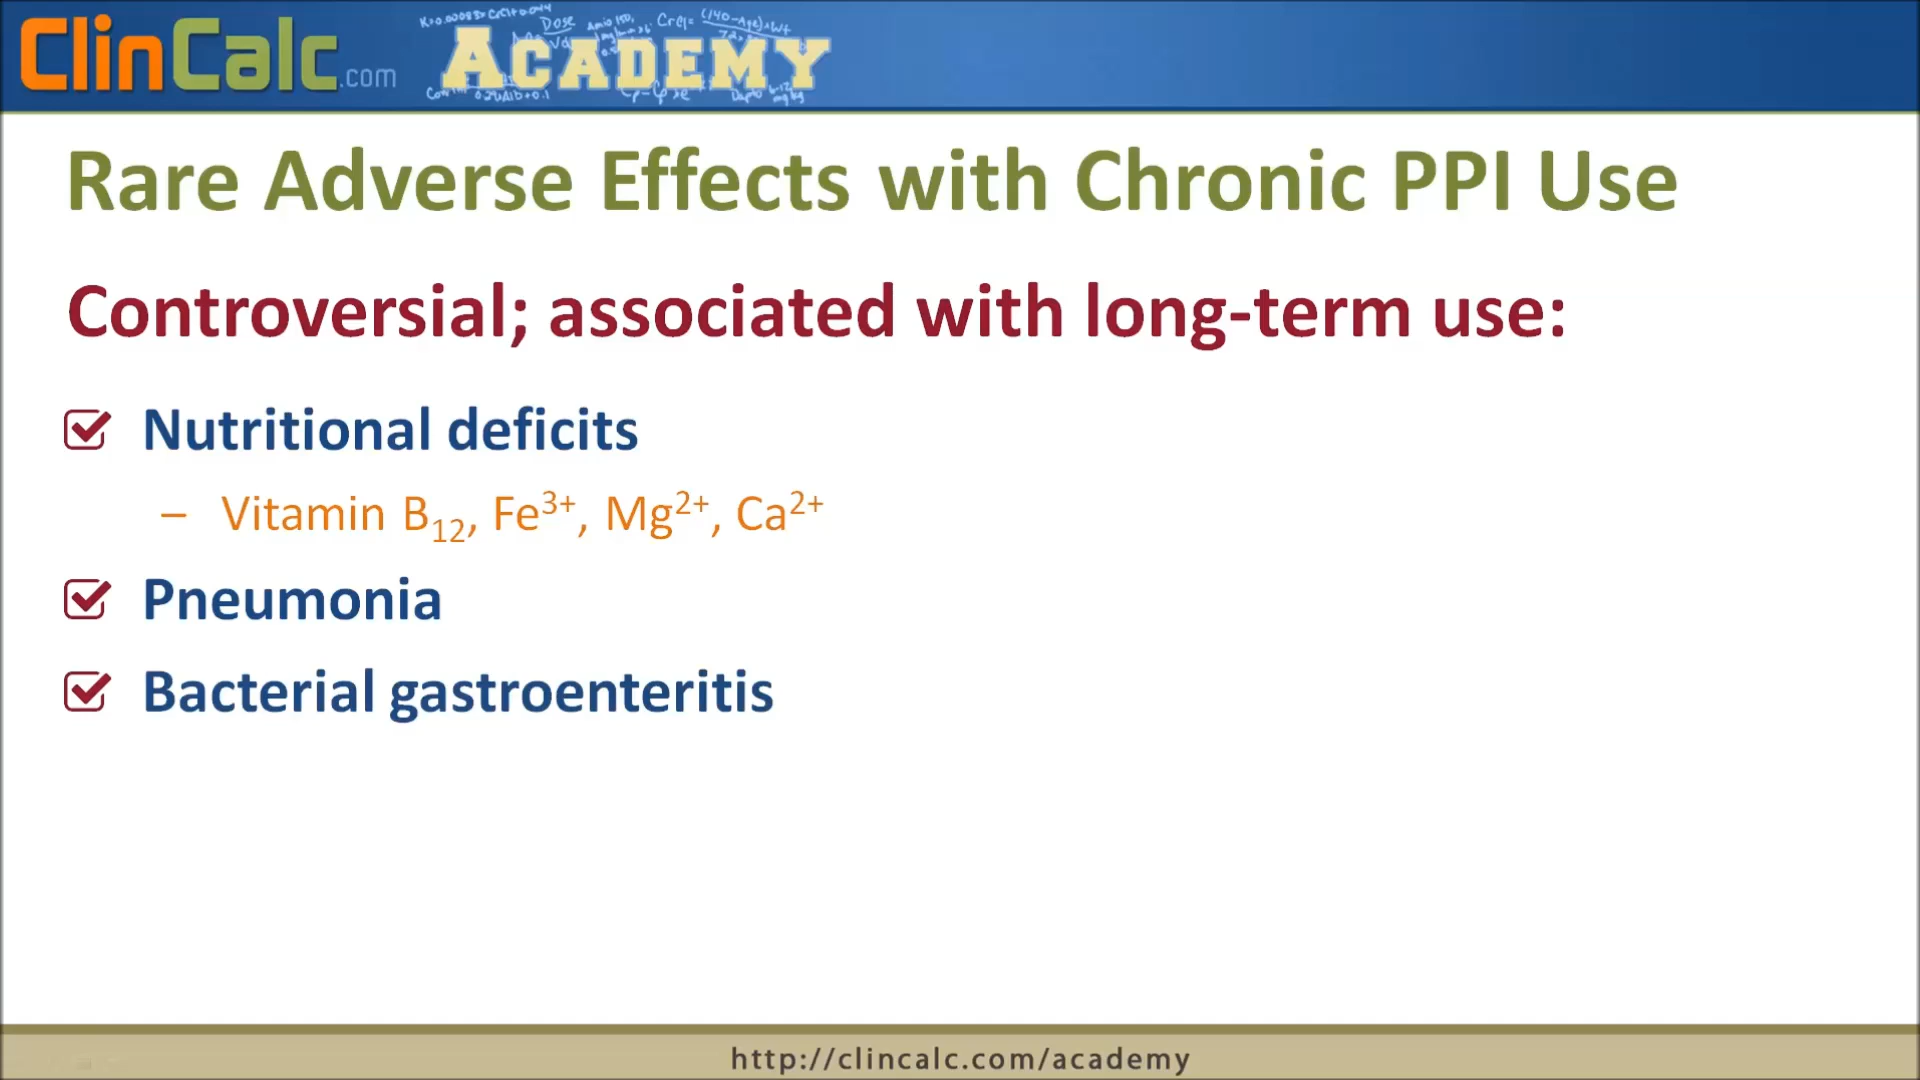 ClinCalc.com ACADEMY
Rare Adverse Effects with Chronic PPI Use
Controversial; associated with long-term use:
Nutritional deficits
– Vitamin B₁₂, Fe³⁺, Mg²⁺, Ca²⁺
Pneumonia
Bacterial gastroenteritis
http://clincalc.com/academy